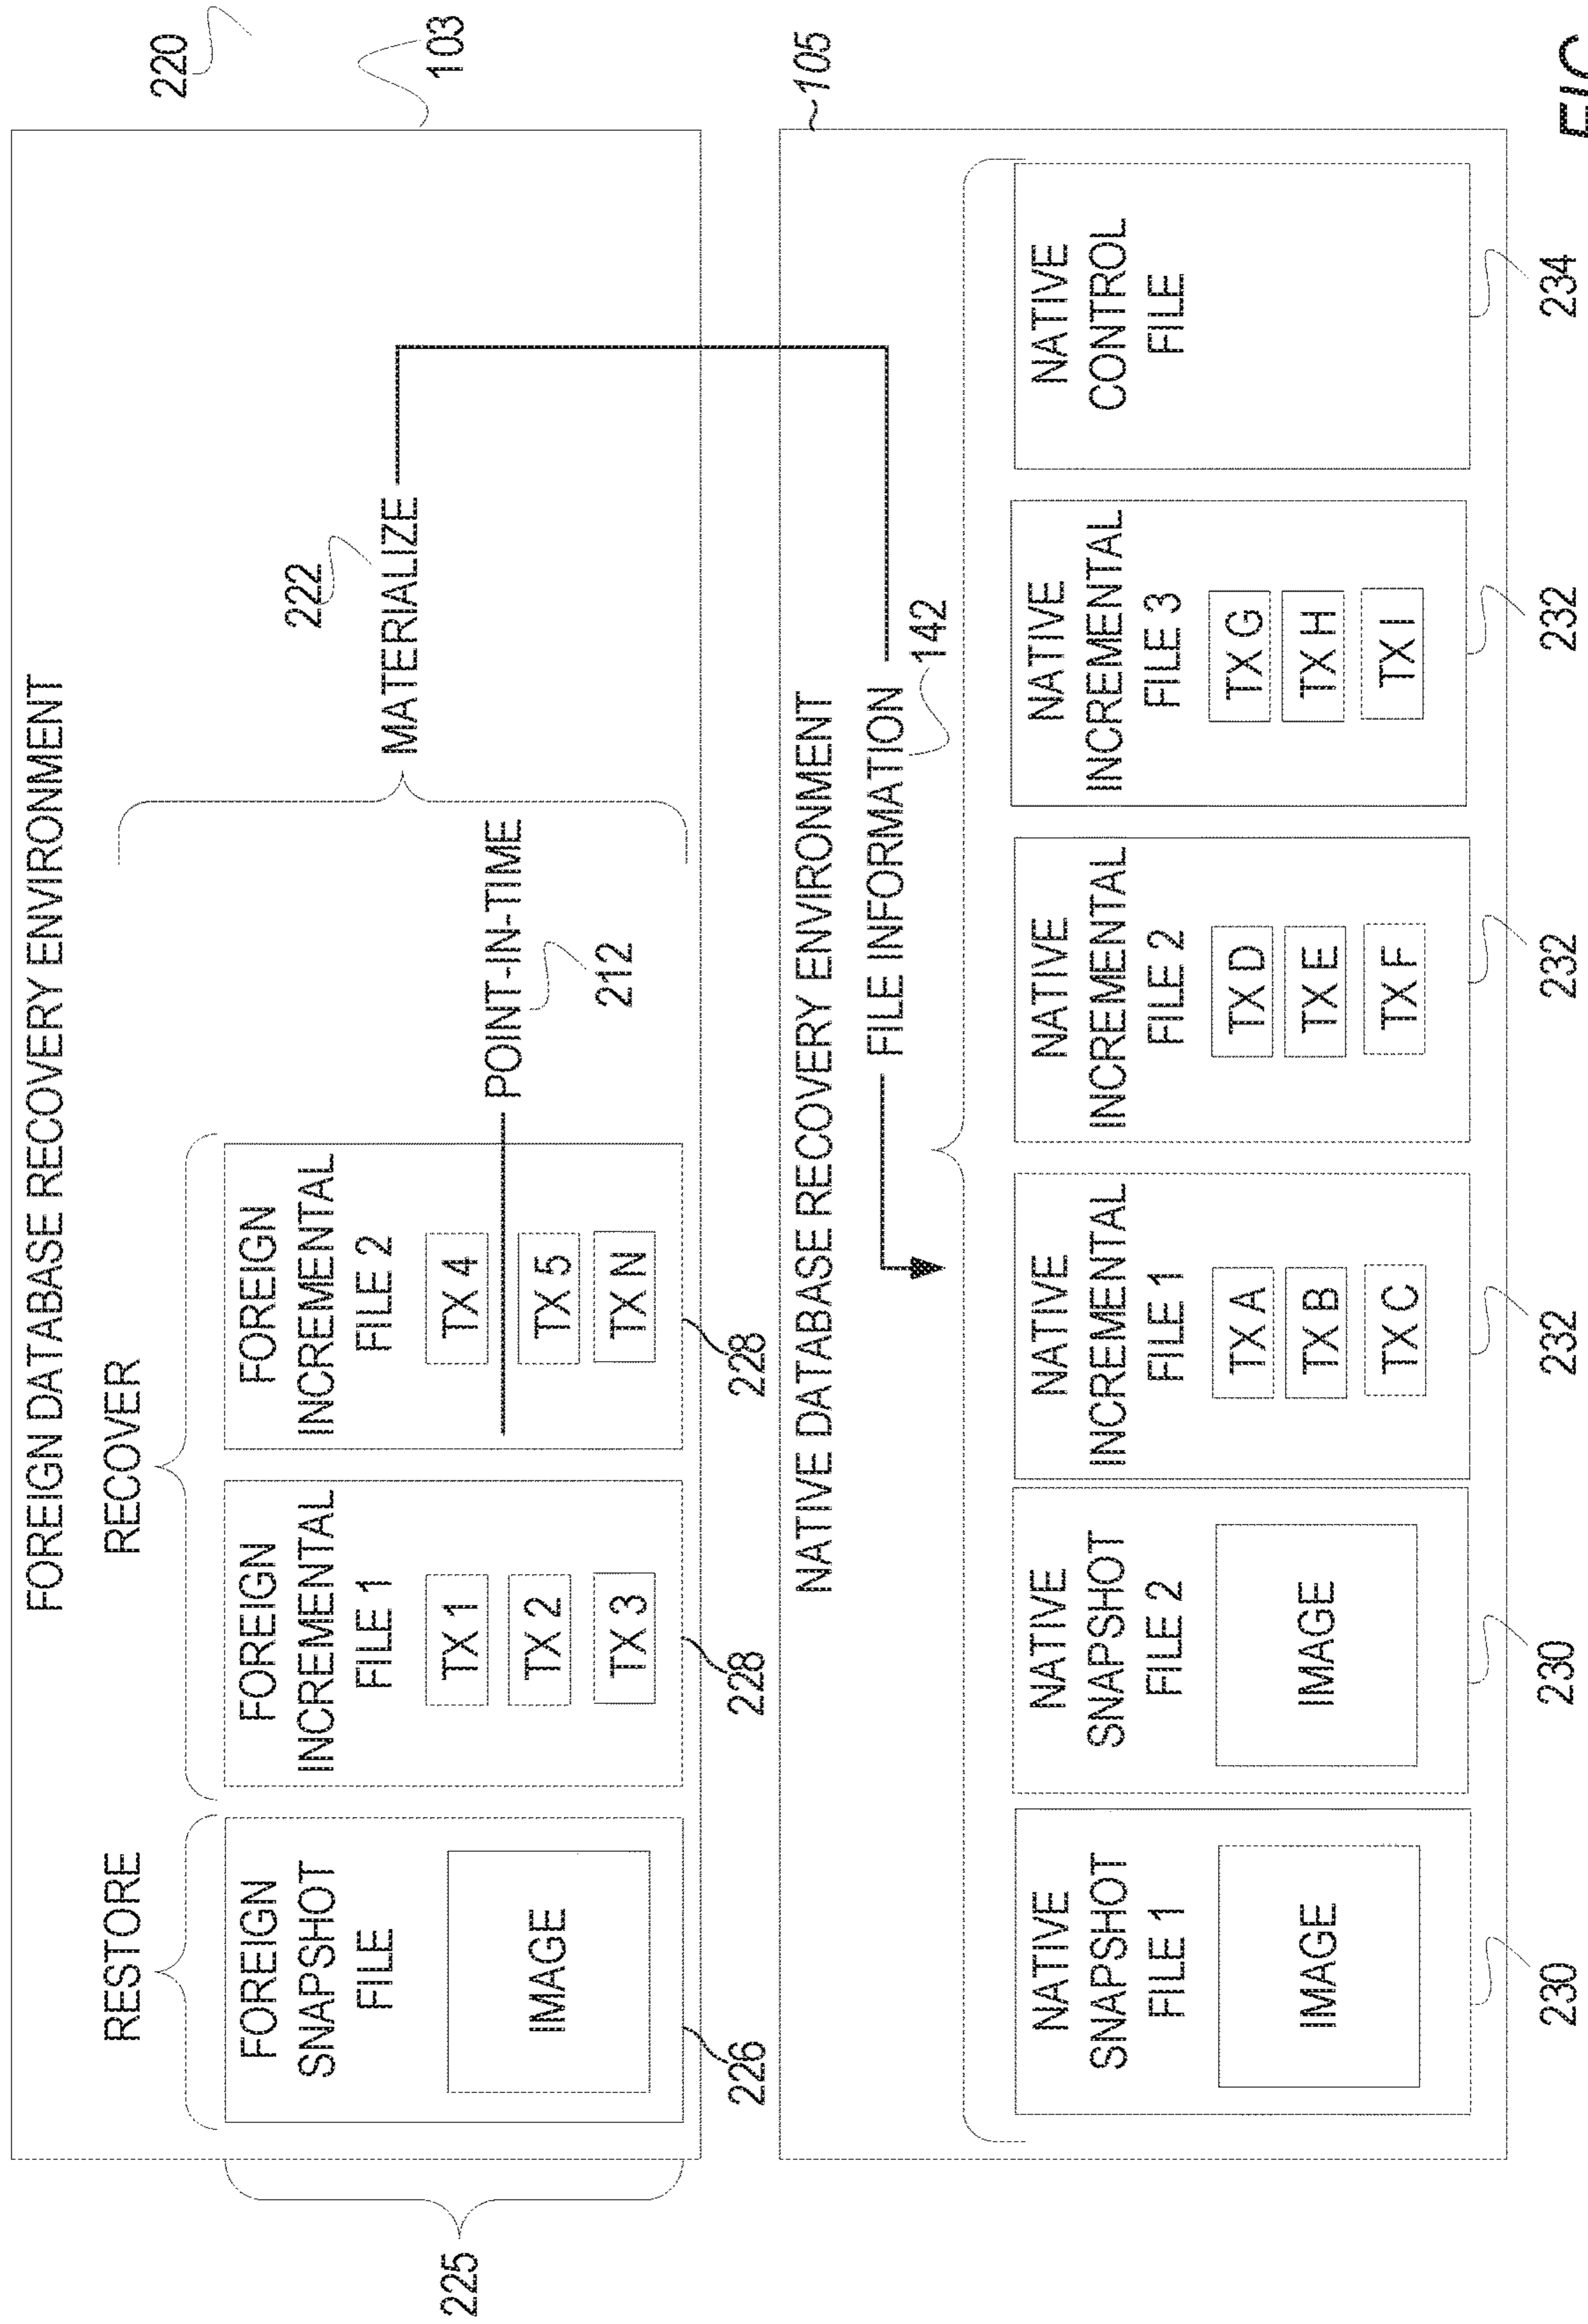 220
FOREIGN DATABASE RECOVERY ENVIRONMENT
103
RESTORE
RECOVER
225
FOREIGN
SNAPSHOT
FILE
IMAGE
226
FOREIGN
INCREMENTAL
FILE 1
TX 1
TX 2
TX 3
228
FOREIGN
INCREMENTAL
FILE 2
TX 4
TX 5
TX N
228
POINT-IN-TIME
212
222
MATERIALIZE
NATIVE DATABASE RECOVERY ENVIRONMENT
~105
FILE INFORMATION
142
NATIVE
SNAPSHOT
FILE 1
IMAGE
230
NATIVE
SNAPSHOT
FILE 2
IMAGE
230
NATIVE
INCREMENTAL
FILE 1
TX A
TX B
TX C
232
NATIVE
INCREMENTAL
FILE 2
TX D
TX E
TX F
232
NATIVE
INCREMENTAL
FILE 3
TX G
TX H
TX I
232
NATIVE
CONTROL
FILE
234